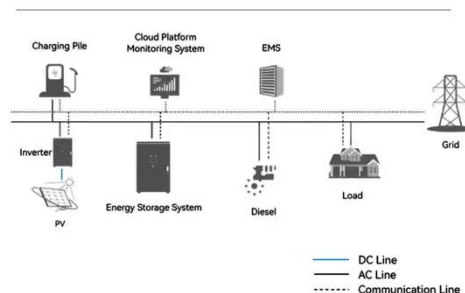 Charging Pile
Cloud Platform
Monitoring System
EMS
Inverter
Grid
PV
Energy Storage System
Diesel
Load
DC Line
AC Line
Communication Line